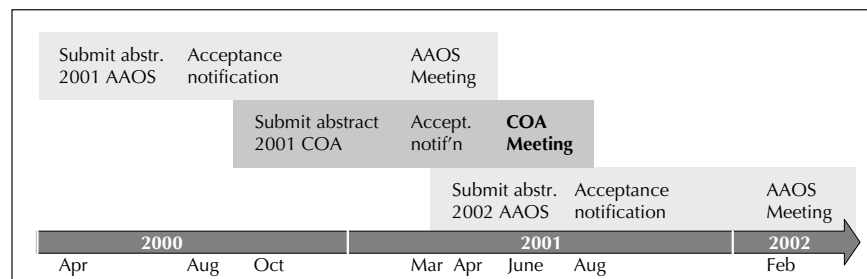 Submit abstr. Acceptance AAOS
2001 AAOS notification Meeting
Submit abstract Accept. COA
2001 COA notif'n Meeting
Submit abstr. Acceptance AAOS
2002 AAOS notification Meeting
2000 2001 2002
Apr Aug Oct Mar Apr June Aug Feb